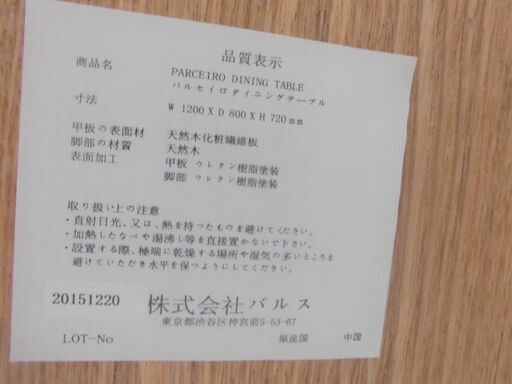 品質表示
商品名 PARCEIRO DINING TABLE
パルセイロダイニングテーブル
寸法 W 1200 X D 800 X H 720mm
甲板の表面材 天然木化粧繊維板
脚部の材質 天然木
表面加工 甲板 ウレタン樹脂塗装
脚部 ウレタン樹脂塗装
取り扱い上の注意
・直射日光、又は、熱を持つたものを避けてください。
・加熱したなべや湯沸し等を直接置かないで下さい。
・設置する際、極端に乾燥する場所や湿気の多いところを
避けていただき水平を保つようにしてください。
20151220 株式会社バルス
東京都渋谷区神宮前5-53-67
LOT-No 原産国 中国